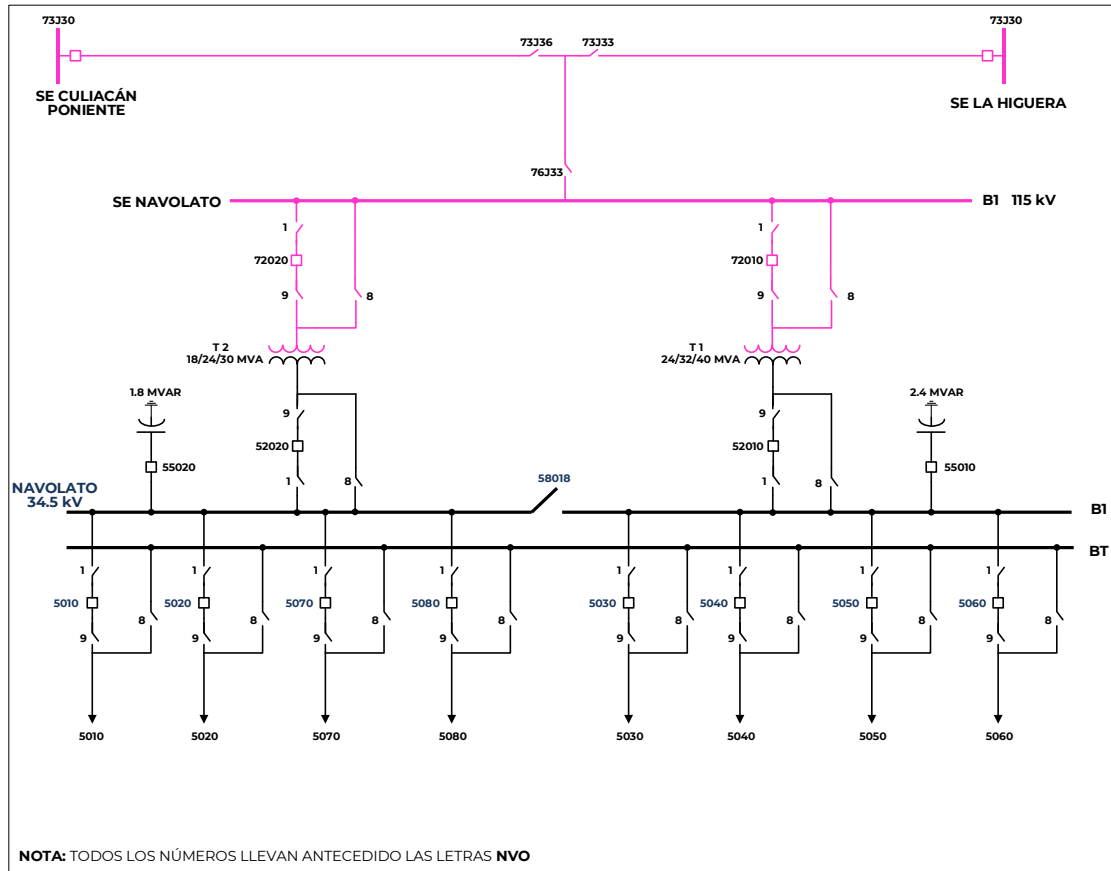 73J30
73J30
73J36
73J33
SE CULIACÁN
PONIENTE
SE LA HIGUERA
76J33
SE NAVOLATO
B1 115 kV
1
1
72020
72010
9
8
9
8
T 2
18/24/30 MVA
T 1
24/32/40 MVA
1.8 MVAR
2.4 MVAR
9
9
52020
52010
55020
55010
58018
1
8
1
8
NAVOLATO
34.5 kV
B1
BT
1
1
1
1
1
1
1
1
5010
5020
5070
5080
5030
5040
5050
5060
8
8
8
8
8
8
8
8
9
9
9
9
9
9
9
9
5010
5020
5070
5080
5030
5040
5050
5060
NOTA: TODOS LOS NÚMEROS LLEVAN ANTECEDIDO LAS LETRAS NVO